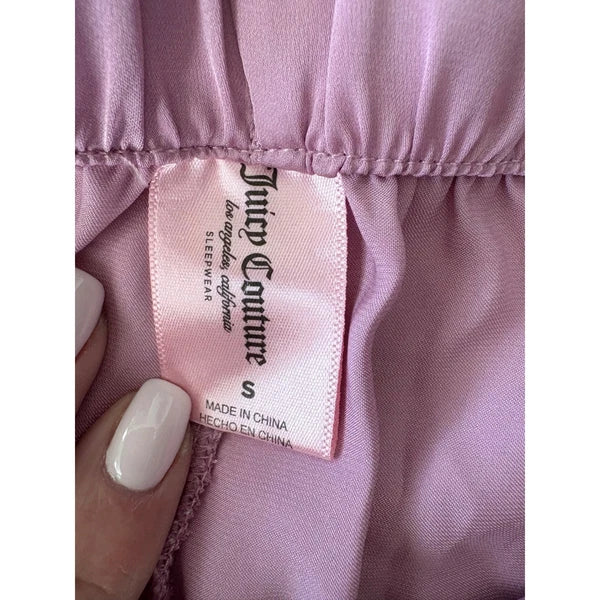 Juicy Couture
los angeles, california
SLEEPWEAR
S
MADE IN CHINA
HECHO EN CHINA